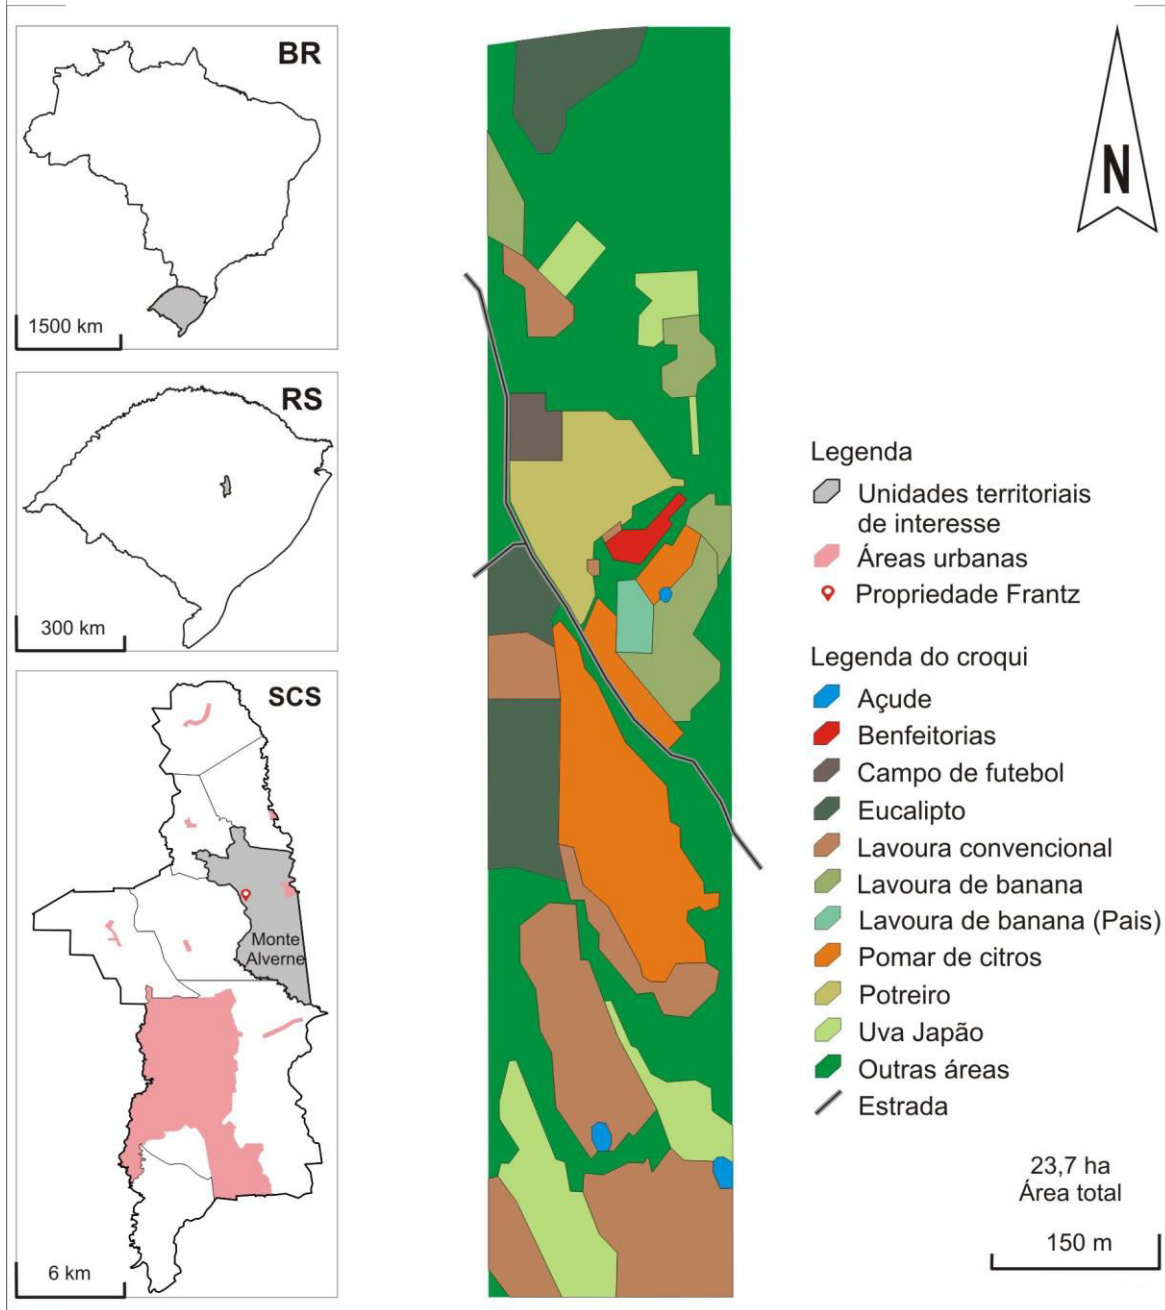 BR
1500 km
RS
300 km
SCS
Monte
Alverne
6 km
N
Legenda
Unidades territoriais
de interesse
Áreas urbanas
Propriedade Frantz
Legenda do croqui
Açude
Benfeitorias
Campo de futebol
Eucalipto
Lavoura convencional
Lavoura de banana
Lavoura de banana (Pais)
Pomar de citros
Potreiro
Uva Japão
Outras áreas
Estrada
23,7 ha
Área total
150 m